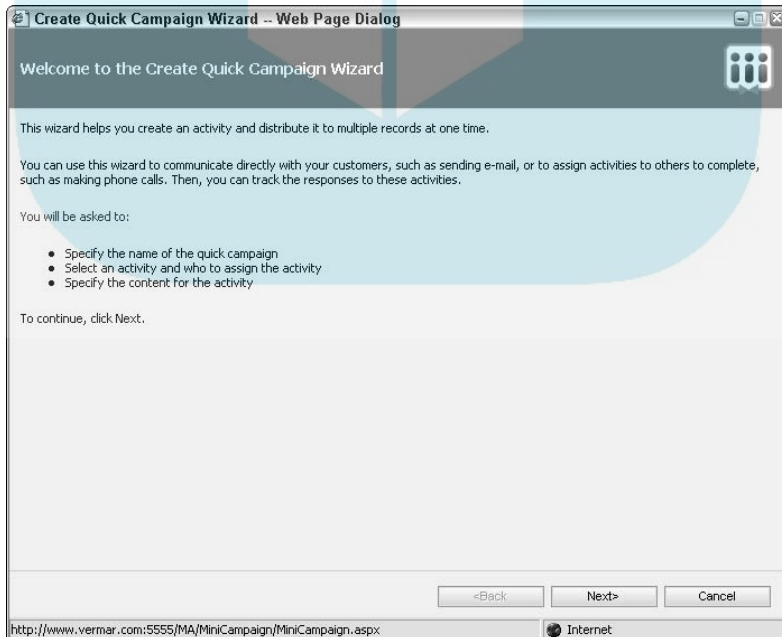 Create Quick Campaign Wizard -- Web Page Dialog
Welcome to the Create Quick Campaign Wizard
This wizard helps you create an activity and distribute it to multiple records at one time.
You can use this wizard to communicate directly with your customers, such as sending e-mail, or to assign activities to others to complete,
such as making phone calls. Then, you can track the responses to these activities.
You will be asked to:
● Specify the name of the quick campaign
● Select an activity and who to assign the activity
● Specify the content for the activity
To continue, click Next.
<Back Next> Cancel
http://www.vermar.com:5555/MA/MiniCampaign/MiniCampaign.aspx Internet